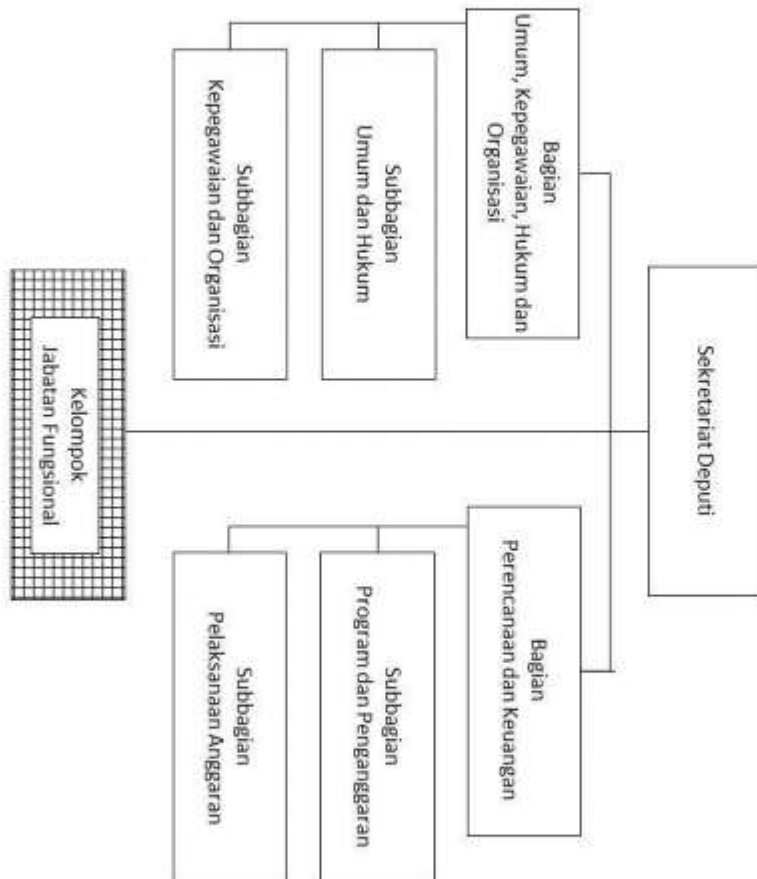 Sekretariat Deputi
Bagian
Umum, Kepegawaian, Hukum dan
Organisasi
Subbagian
Umum dan Hukum
Subbagian
Kepegawaian dan Organisasi
Bagian
Perencanaan dan Keuangan
Subbagian
Program dan Penganggaran
Subbagian
Pelaksanaan Anggaran
Kelompok
Jabatan Fungsional